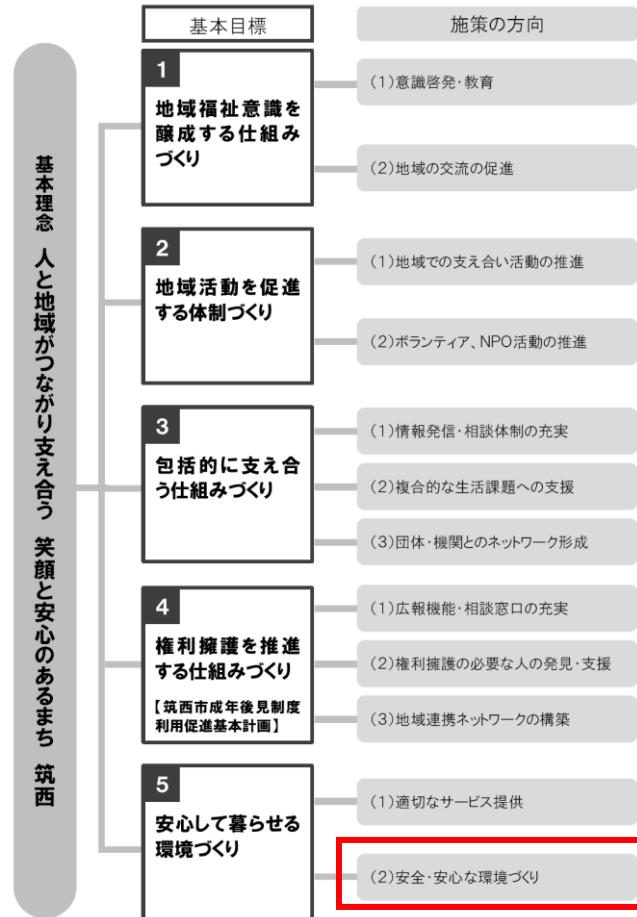 基本目標
施策の方向
基本理念 人と地域がつながり支え合う 笑顔と安心のあるまち 筑西
1
地域福祉意識を
醸成する仕組み
づくり
(1)意識啓発・教育
(2)地域の交流の促進
2
地域活動を促進
する体制づくり
(1)地域での支え合い活動の推進
(2)ボランティア、NPO活動の推進
3
包括的に支え合
う仕組みづくり
(1)情報発信・相談体制の充実
(2)複合的な生活課題への支援
(3)団体・機関とのネットワーク形成
4
権利擁護を推進
する仕組みづくり
【筑西市成年後見制度
利用促進基本計画】
(1)広報機能・相談窓口の充実
(2)権利擁護の必要な人の発見・支援
(3)地域連携ネットワークの構築
5
安心して暮らせる
環境づくり
(1)適切なサービス提供
(2)安全・安心な環境づくり